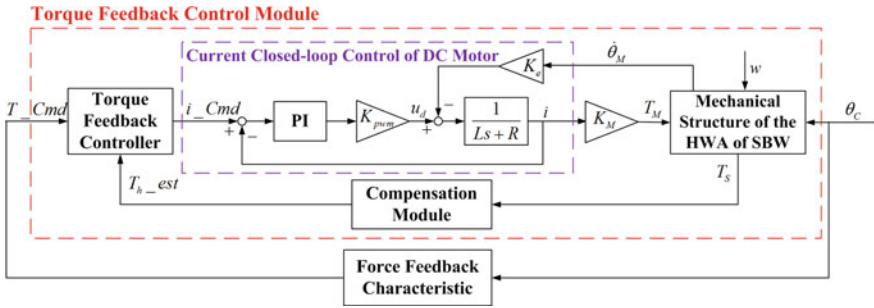 Torque Feedback Control Module
Current Closed-loop Control of DC Motor
K_e
θ̇_M
w
T_Cmd
Torque
Feedback
Controller
i_Cmd
+
−
PI
K_pwm
u_d
+
−
1
Ls + R
i
K_M
T_M
Mechanical
Structure of the
HWA of SBW
θ_C
T_h_est
Compensation
Module
T_S
Force Feedback
Characteristic